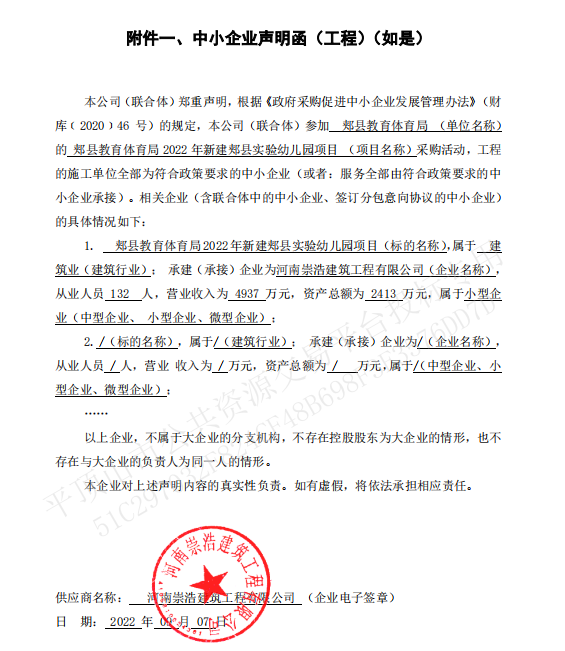 附件一、中小企业声明函（工程）（如是）
本公司（联合体）郑重声明，根据《政府采购促进中小企业发展管理办法》（财
库﹝2020﹞46 号）的规定，本公司（联合体）参加 郏县教育体育局 （单位名称）
的 郏县教育体育局 2022 年新建郏县实验幼儿园项目 （项目名称）采购活动，工程
的施工单位全部为符合政策要求的中小企业（或者：服务全部由符合政策要求的中
小企业承接）。相关企业（含联合体中的中小企业、签订分包意向协议的中小企业）
的具体情况如下：
1. 郏县教育体育局2022年新建郏县实验幼儿园项目（标的名称），属于 建
筑业（建筑行业）； 承建（承接）企业为河南崇浩建筑工程有限公司（企业名称），
从业人员 132 人，营业收入为 4937 万元，资产总额为 2413 万元，属于小型企
业（中型企业、 小型企业、微型企业）；
2. /（标的名称），属于/（建筑行业）； 承建（承接）企业为/（企业名称），
从业人员 / 人，营业 收入为 / 万元，资产总额为 / 万元，属于/（中型企业、小
型企业、微型企业）；
……
以上企业，不属于大企业的分支机构，不存在控股股东为大企业的情形，也不
存在与大企业的负责人为同一人的情形。
本企业对上述声明内容的真实性负责。如有虚假，将依法承担相应责任。
河南崇浩建筑工程有限公司
供应商名称： 河南崇浩建筑工程有限公司 （企业电子签章）
日 期： 2022 年 03 月 07 日
平顶山市公共资源交易平台投标专用